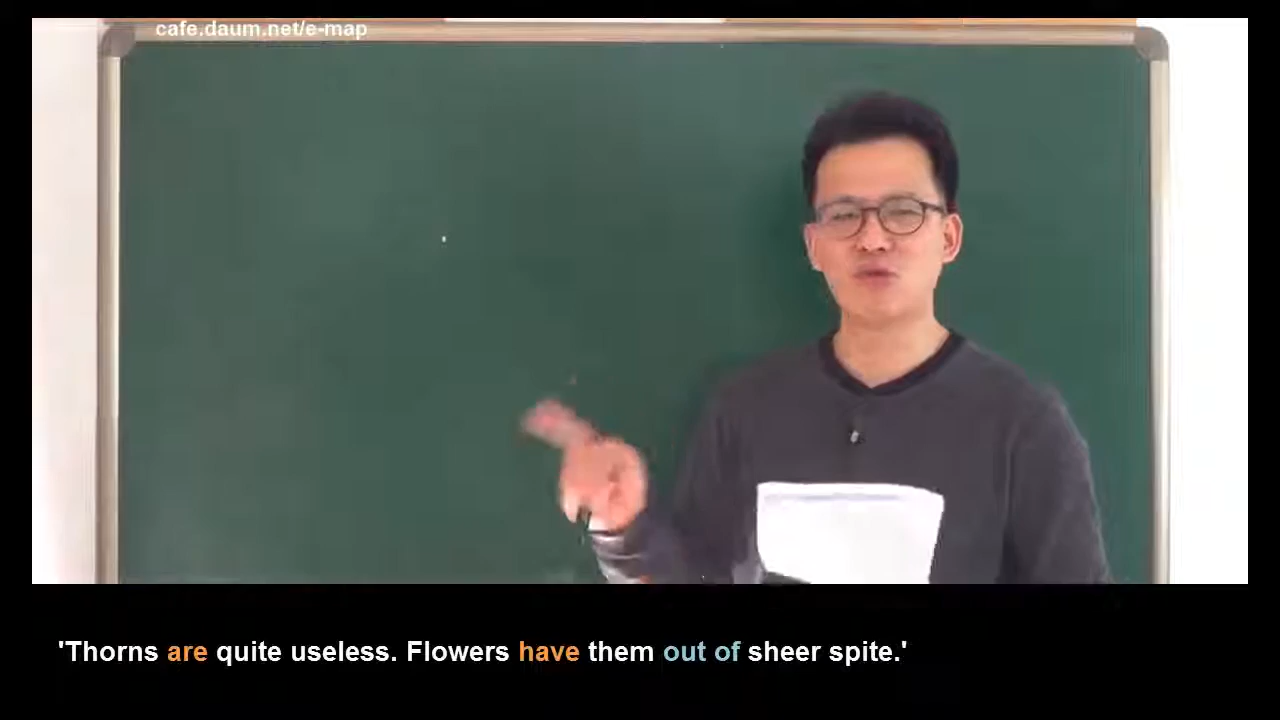 cafe.daum.net/e-map
'Thorns are quite useless. Flowers have them out of sheer spite.'